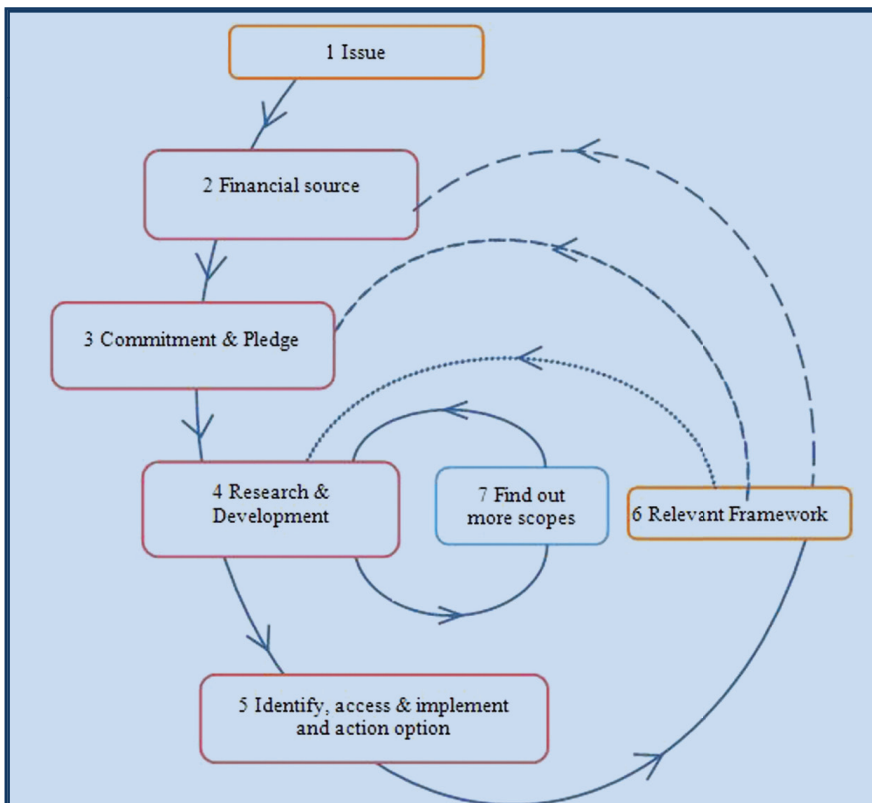 1 Issue
2 Financial source
3 Commitment & Pledge
4 Research &
Development
7 Find out
more scopes
6 Relevant Framework
5 Identify, access & implement
and action option